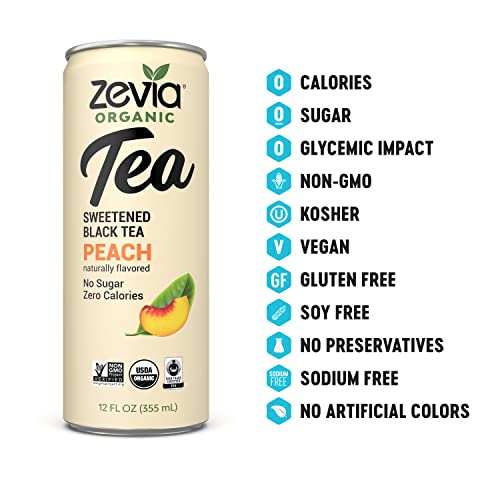 zevia®
ORGANIC
Tea
SWEETENED
BLACK TEA
PEACH
naturally flavored
No Sugar
Zero Calories
NON
GMO
Project
VERIFIED
nongmoproject.org
USDA
ORGANIC
FAIR TRADE
CERTIFIED
TEA
12 FL OZ (355 mL)
0 CALORIES
0 SUGAR
0 GLYCEMIC IMPACT
NON-GMO
U KOSHER
V VEGAN
GF GLUTEN FREE
SOY FREE
NO PRESERVATIVES
SODIUM FREE SODIUM FREE
NO ARTIFICIAL COLORS